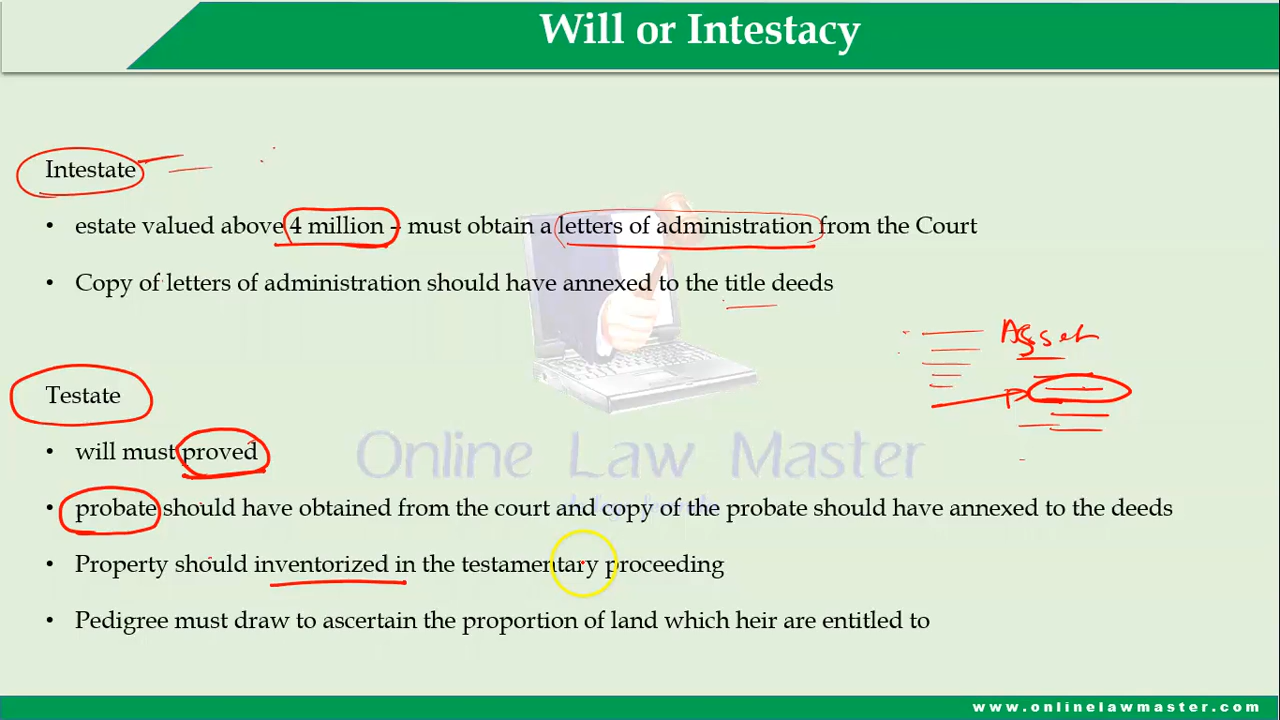 Will or Intestacy
Intestate
• estate valued above 4 million – must obtain a letters of administration from the Court
• Copy of letters of administration should have annexed to the title deeds
Asset
Testate
• will must proved
Online Law Master
• probate should have obtained from the court and copy of the probate should have annexed to the deeds
• Property should inventorized in the testamentary proceeding
• Pedigree must draw to ascertain the proportion of land which heir are entitled to
www.onlinelawmaster.com